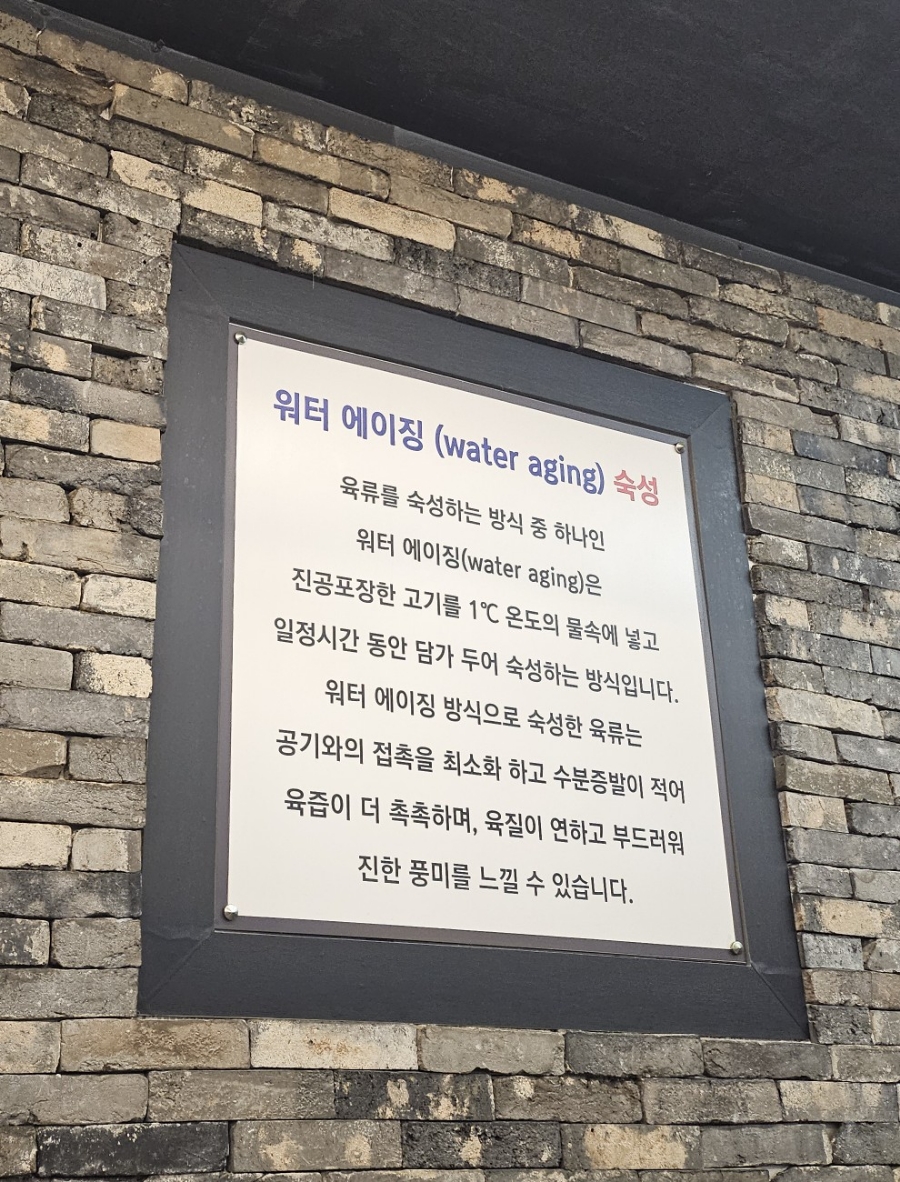 워터 에이징 (water aging) 숙성
육류를 숙성하는 방식 중 하나인
워터 에이징(water aging)은
진공포장한 고기를 1℃ 온도의 물속에 넣고
일정시간 동안 담가 두어 숙성하는 방식입니다.
워터 에이징 방식으로 숙성한 육류는
공기와의 접촉을 최소화 하고 수분증발이 적어
육즙이 더 촉촉하며, 육질이 연하고 부드러워
진한 풍미를 느낄 수 있습니다.